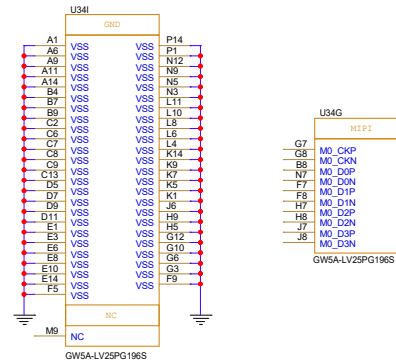 U34I
GND
A1 VSS VSS P14
A6 VSS VSS P1
A9 VSS VSS N12
A11 VSS VSS N9
A14 VSS VSS N5
B4 VSS VSS N3
B7 VSS VSS L11
B9 VSS VSS L10
C2 VSS VSS L8
C6 VSS VSS L6
C7 VSS VSS L4
C8 VSS VSS K14
C9 VSS VSS K9
C13 VSS VSS K7
D5 VSS VSS K5
D7 VSS VSS K1
D9 VSS VSS J6
D11 VSS VSS H9
E1 VSS VSS H5
E3 VSS VSS G12
E6 VSS VSS G10
E8 VSS VSS G6
E10 VSS VSS G3
E14 VSS VSS F9
F5 VSS
NC
M9 NC
GW5A-LV25PG196S
U34G
MIPI
G7 M0_CKP
G8 M0_CKN
B8 M0_D0P
N7 M0_D0N
F7 M0_D1P
F8 M0_D1N
H7 M0_D2P
H8 M0_D2N
J7 M0_D3P
J8 M0_D3N
GW5A-LV25PG196S